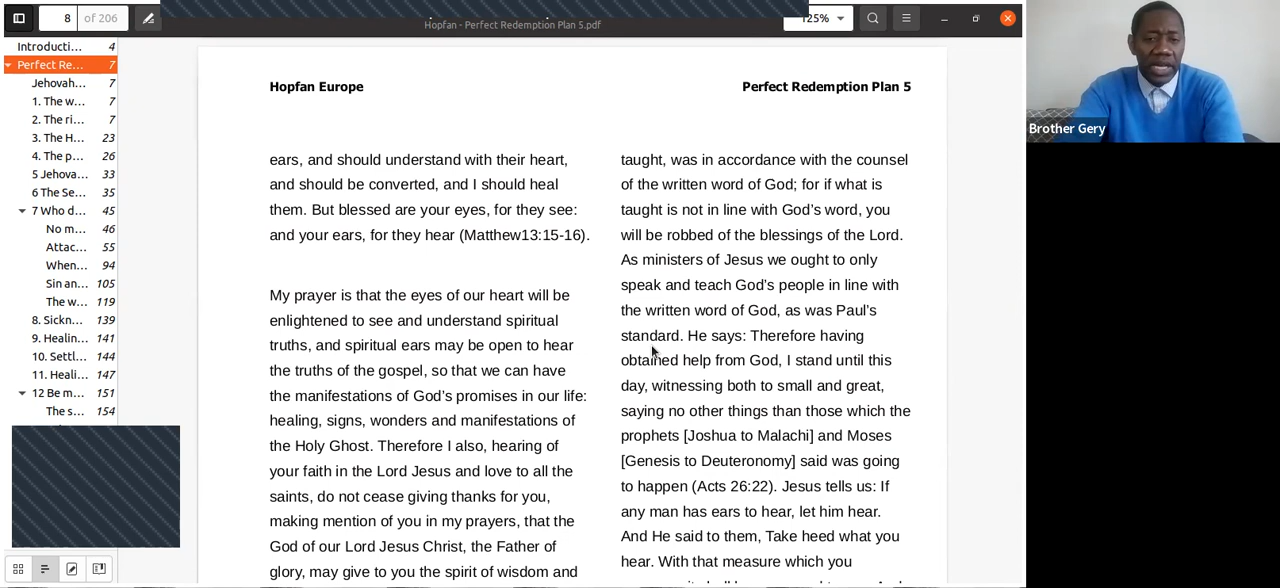 8 of 206
Hopfan - Perfect Redemption Plan 5.pdf
125%
Introducti... 4
Perfect Re... 7
Jehovah... 7
1. The w... 7
2. The ri... 7
3. The H... 23
4. The p... 26
5 Jehova... 33
6 The Se... 35
7 Who d... 45
No m... 46
Attac... 55
When... 94
Sin an... 105
The w... 119
8. Sickn... 139
9. Healin... 141
10. Settl... 144
11. Heali... 147
12 Be m... 151
The s... 154
Hopfan Europe
Perfect Redemption Plan 5
ears, and should understand with their heart,
and should be converted, and I should heal
them. But blessed are your eyes, for they see:
and your ears, for they hear (Matthew13:15-16).
My prayer is that the eyes of our heart will be
enlightened to see and understand spiritual
truths, and spiritual ears may be open to hear
the truths of the gospel, so that we can have
the manifestations of God's promises in our life:
healing, signs, wonders and manifestations of
the Holy Ghost. Therefore I also, hearing of
your faith in the Lord Jesus and love to all the
saints, do not cease giving thanks for you,
making mention of you in my prayers, that the
God of our Lord Jesus Christ, the Father of
glory, may give to you the spirit of wisdom and
taught, was in accordance with the counsel
of the written word of God; for if what is
taught is not in line with God's word, you
will be robbed of the blessings of the Lord.
As ministers of Jesus we ought to only
speak and teach God's people in line with
the written word of God, as was Paul's
standard. He says: Therefore having
obtained help from God, I stand until this
day, witnessing both to small and great,
saying no other things than those which the
prophets [Joshua to Malachi] and Moses
[Genesis to Deuteronomy] said was going
to happen (Acts 26:22). Jesus tells us: If
any man has ears to hear, let him hear.
And He said to them, Take heed what you
hear. With that measure which you
Brother Gery